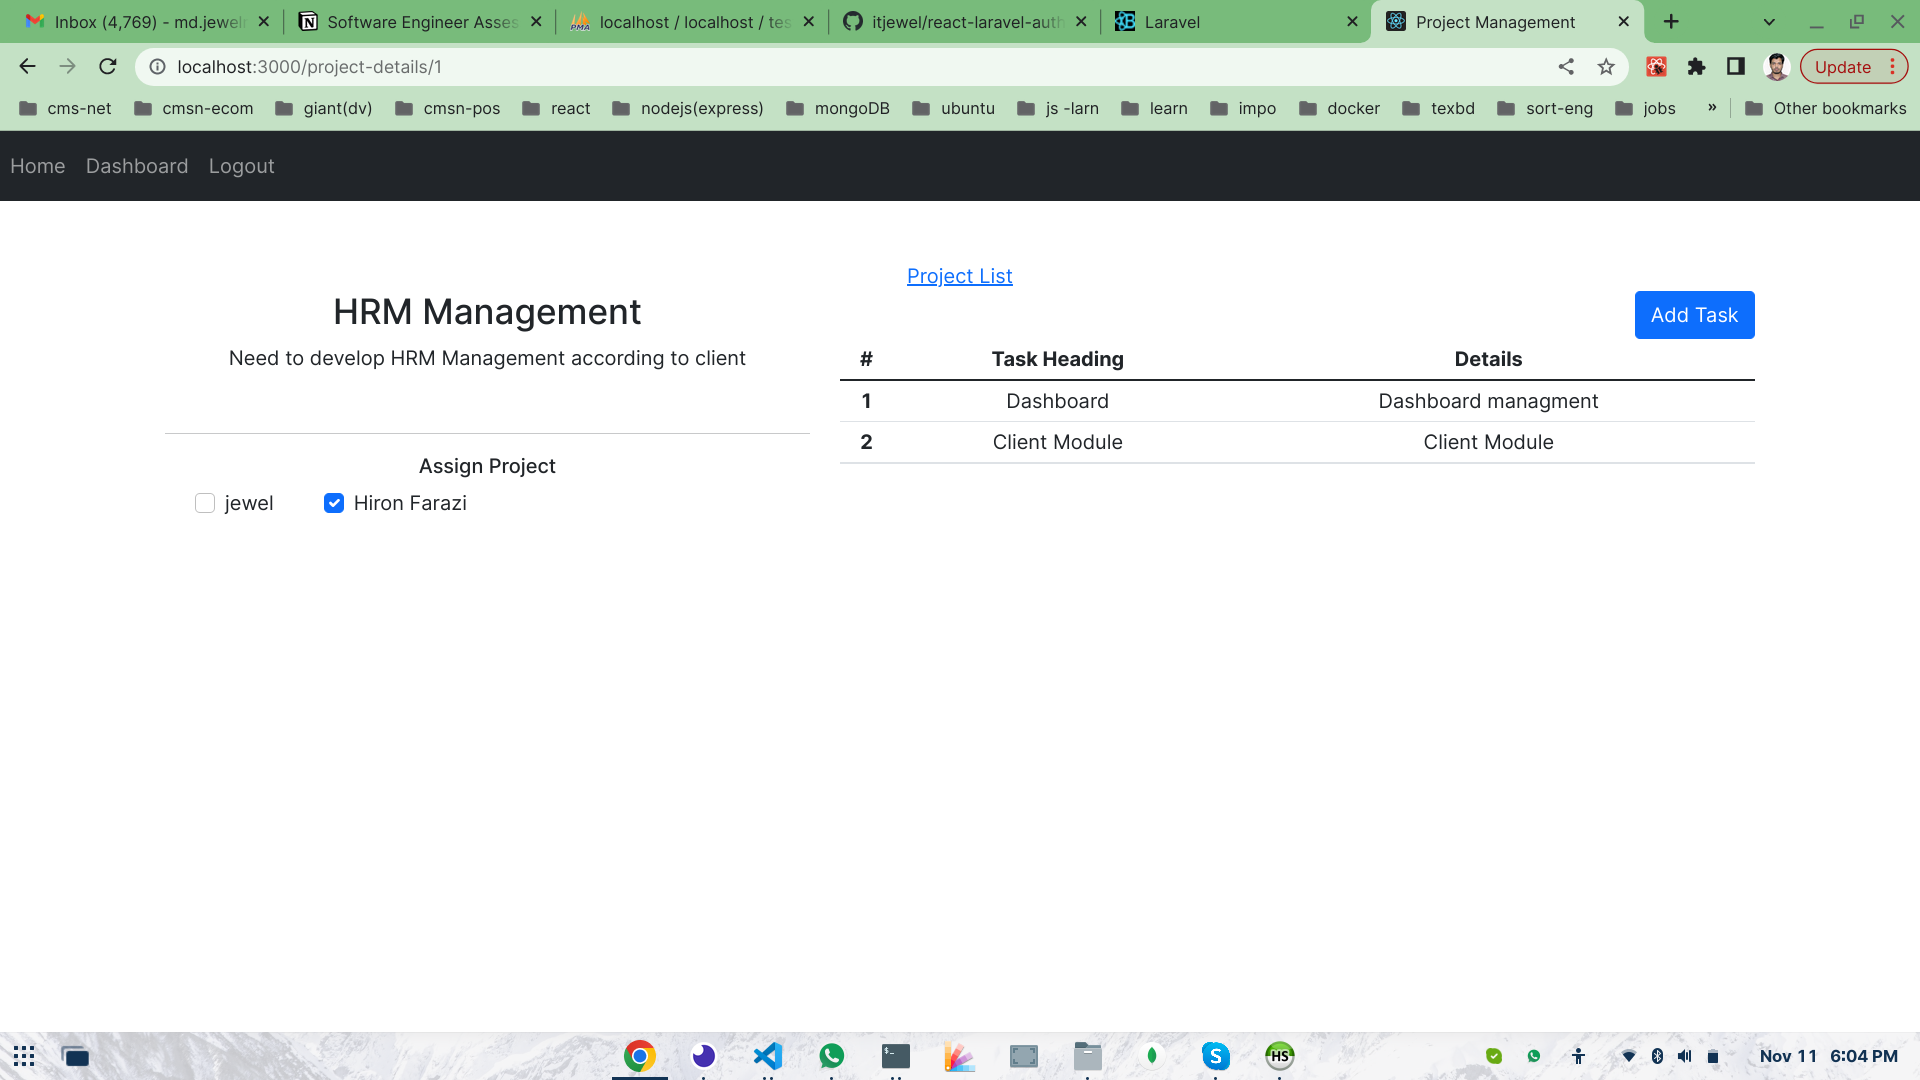 Inbox (4,769) - md.jewelr
Software Engineer Asses
localhost / localhost / tes
itjewel/react-laravel-auth
Laravel
Project Management
localhost:3000/project-details/1
Update
cms-net
cmsn-ecom
giant(dv)
cmsn-pos
react
nodejs(express)
mongoDB
ubuntu
js -larn
learn
impo
docker
texbd
sort-eng
jobs
»
Other bookmarks
Home Dashboard Logout
Project List
HRM Management
Need to develop HRM Management according to client
Assign Project
jewel
Hiron Farazi
Add Task
# Task Heading Details
1 Dashboard Dashboard managment
2 Client Module Client Module
HS
Nov 11 6:04 PM